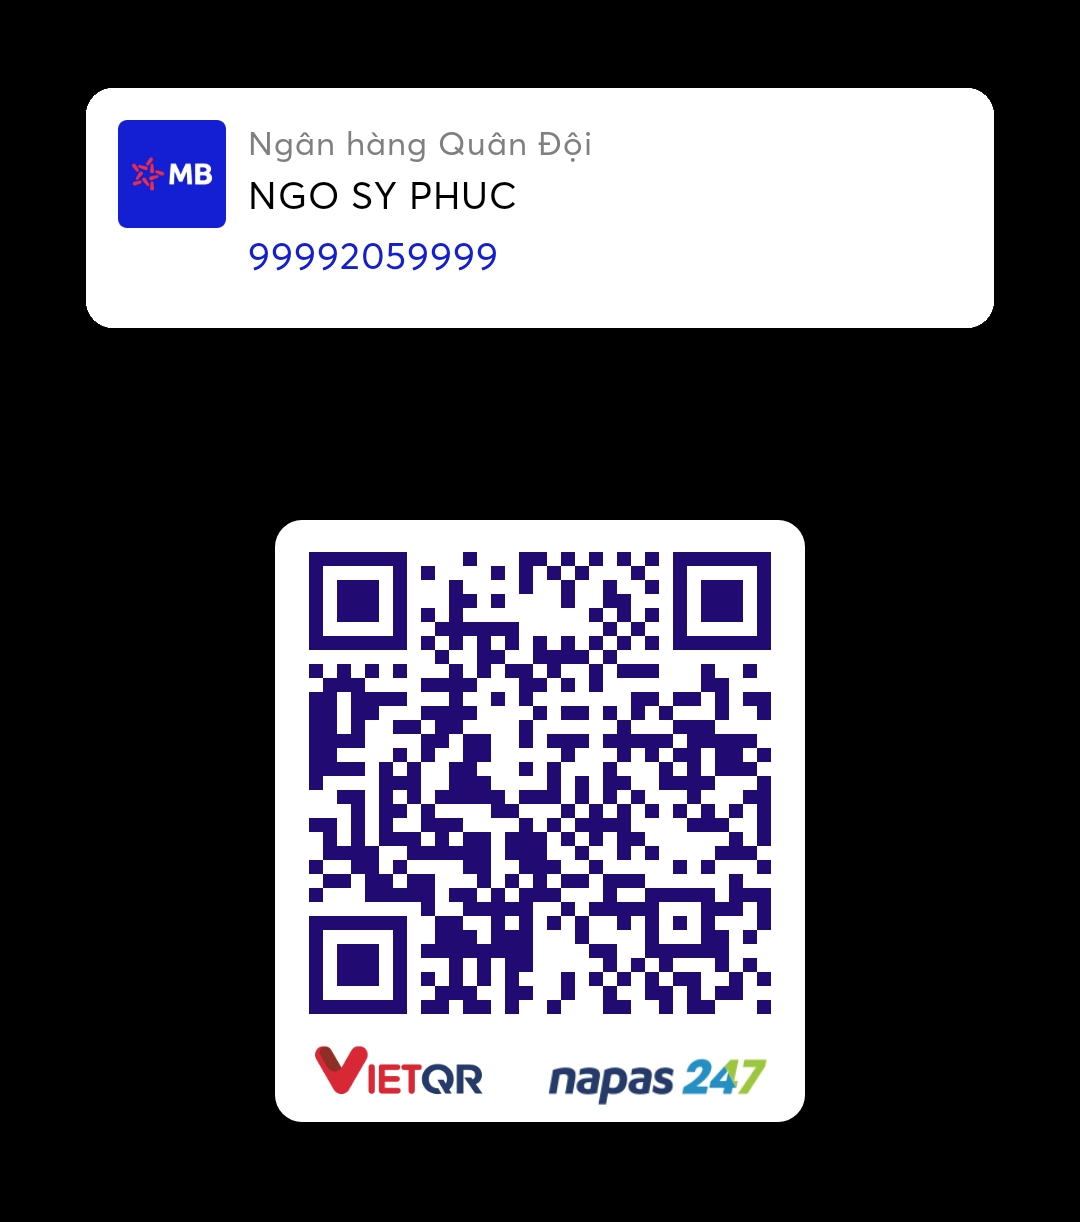 MB
Ngân hàng Quân Đội
NGO SY PHUC
99992059999
VIETQR
napas 247